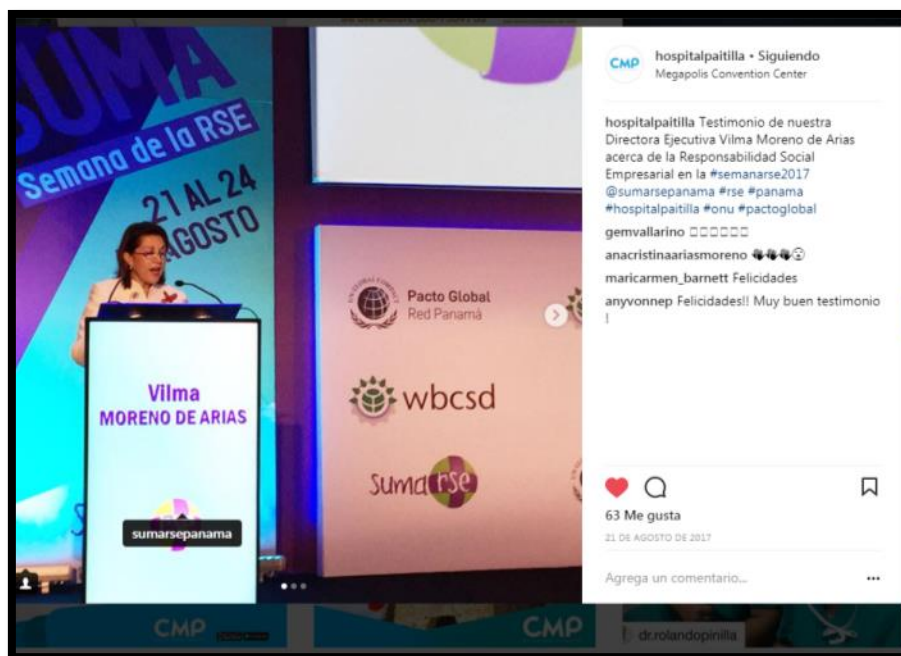 SUMA
Semana de la RSE
21 AL 24
AGOSTO
Pacto Global
Red Panamá
wbcsd
sumarse
Vilma
MORENO DE ARIAS
sumarsepanama
CMP
hospitalpaitilla • Siguiendo
Megapolis Convention Center
hospitalpaitilla Testimonio de nuestra
Directora Ejecutiva Vilma Moreno de Arias
acerca de la Responsabilidad Social
Empresarial en la #semanarse2017
@sumarsepanama #rse #panama
#hospitalpaitilla #onu #pactoglobal
gemvallarino
anacristinaariasmoreno
maricarmen_barnett Felicidades
anyvonnep Felicidades!! Muy buen testimonio
!
63 Me gusta
21 DE AGOSTO DE 2017
Agrega un comentario...
CMP
CMP
dr.rolandopinilla